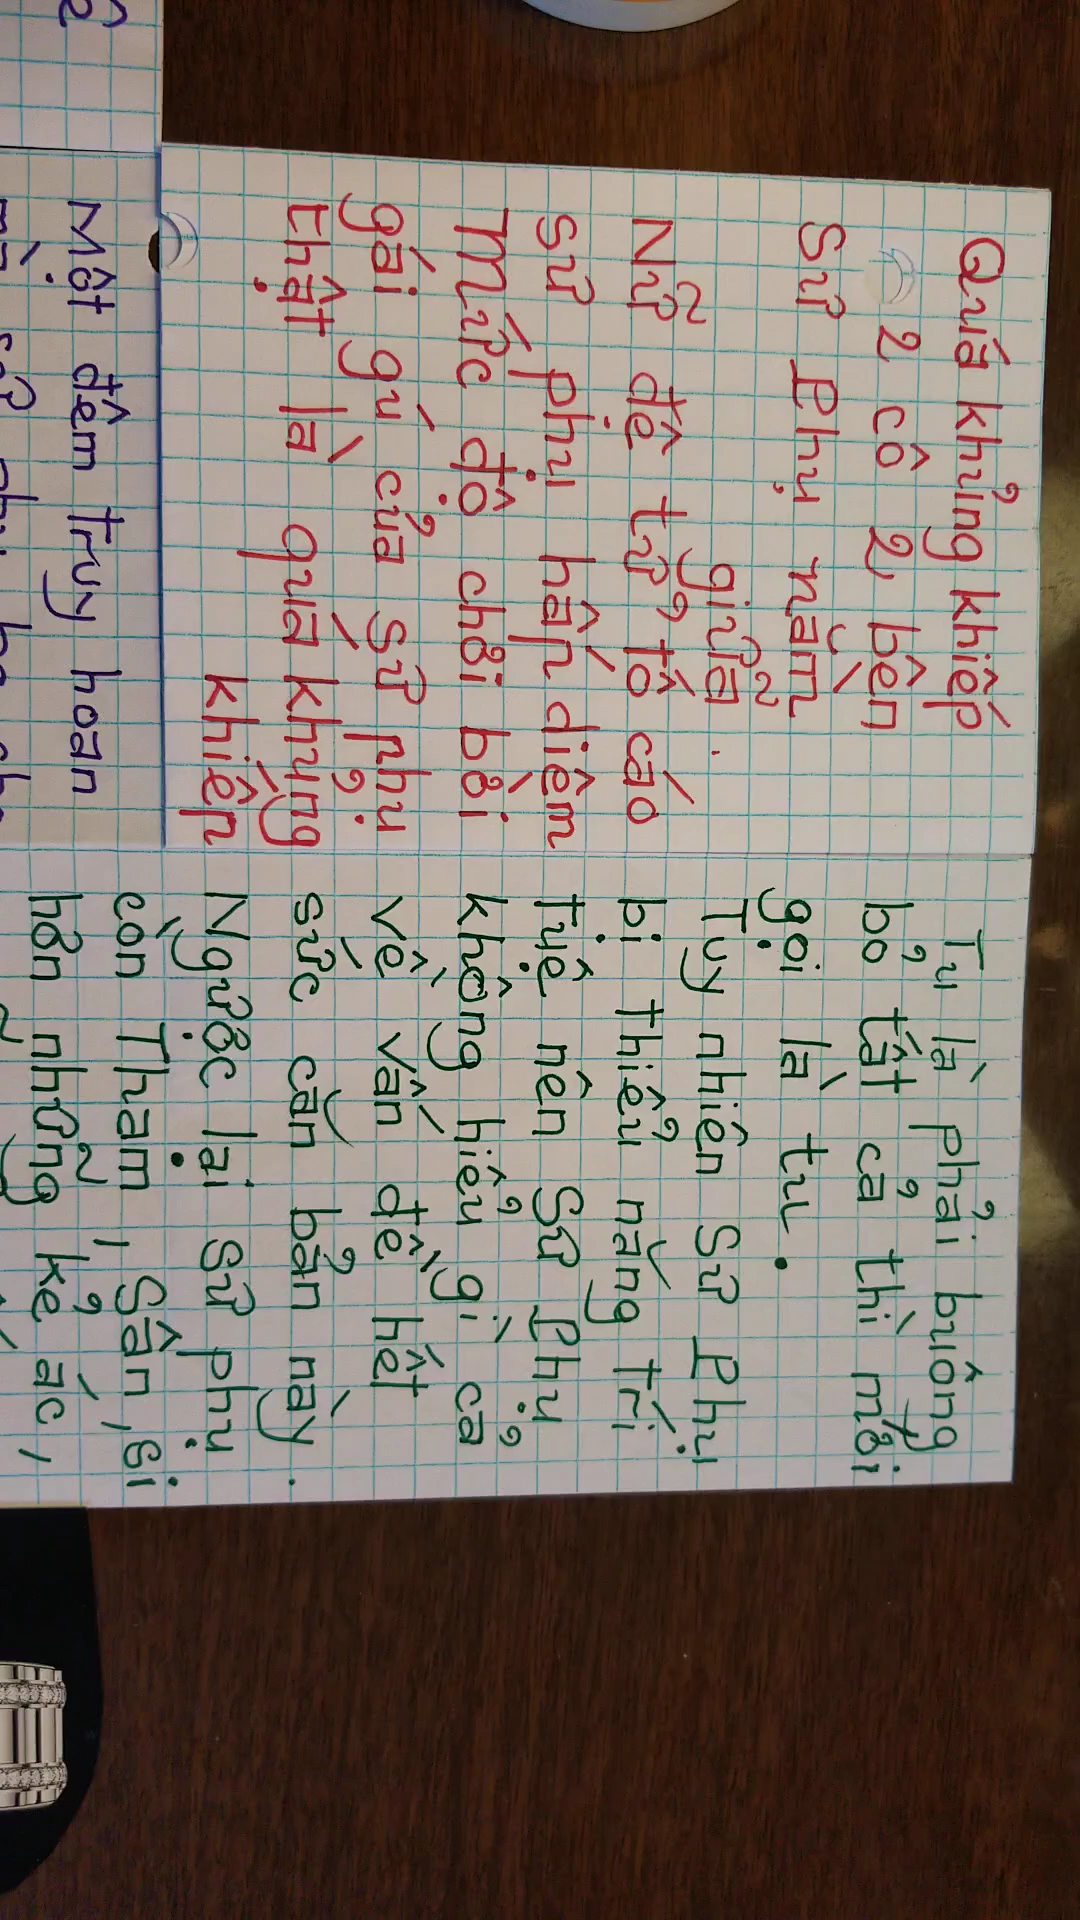 Quá khủng khiếp
2 cô 2 bên
Sư Phụ nằm
giữa.
Nữ đệ tử tố cáo
sư phụ hấp diêm
Mức độ chơi bời
gái gú của Sư phụ
thật là quá khủng
khiếp
Tu là phải buông
bỏ tất cả thì mới
gọi là tu.
Tuy nhiên Sư Phụ
bị thiểu năng trí
Tuệ nên Sư Phụ
không hiểu gì cả
về vấn đề hết
sức căn bản này.
Ngược lại Sư phụ
còn Tham, Sân, Si
hơn những kẻ ác,
Một đêm truy hoan